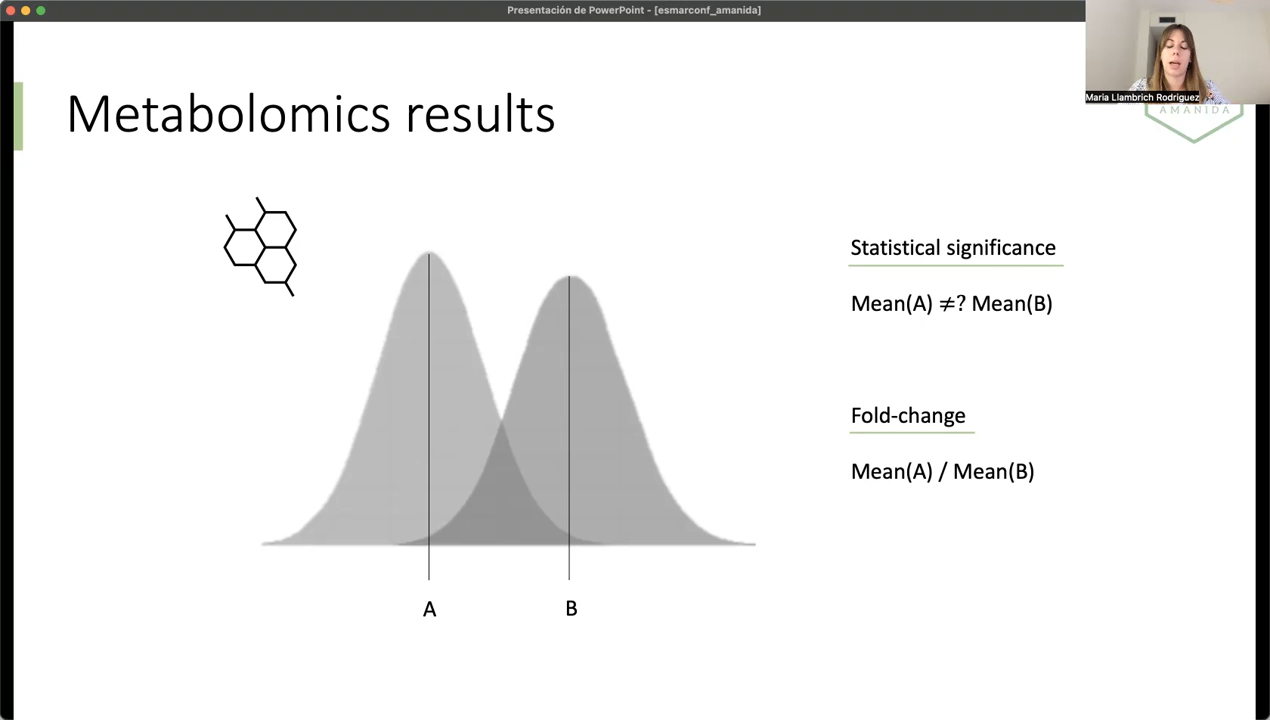 Presentación de PowerPoint - [esmarconf_amanida]
Maria Llambrich Rodriguez
AMANIDA
Metabolomics results
Statistical significance
Mean(A) ≠? Mean(B)
Fold-change
Mean(A) / Mean(B)
A
B